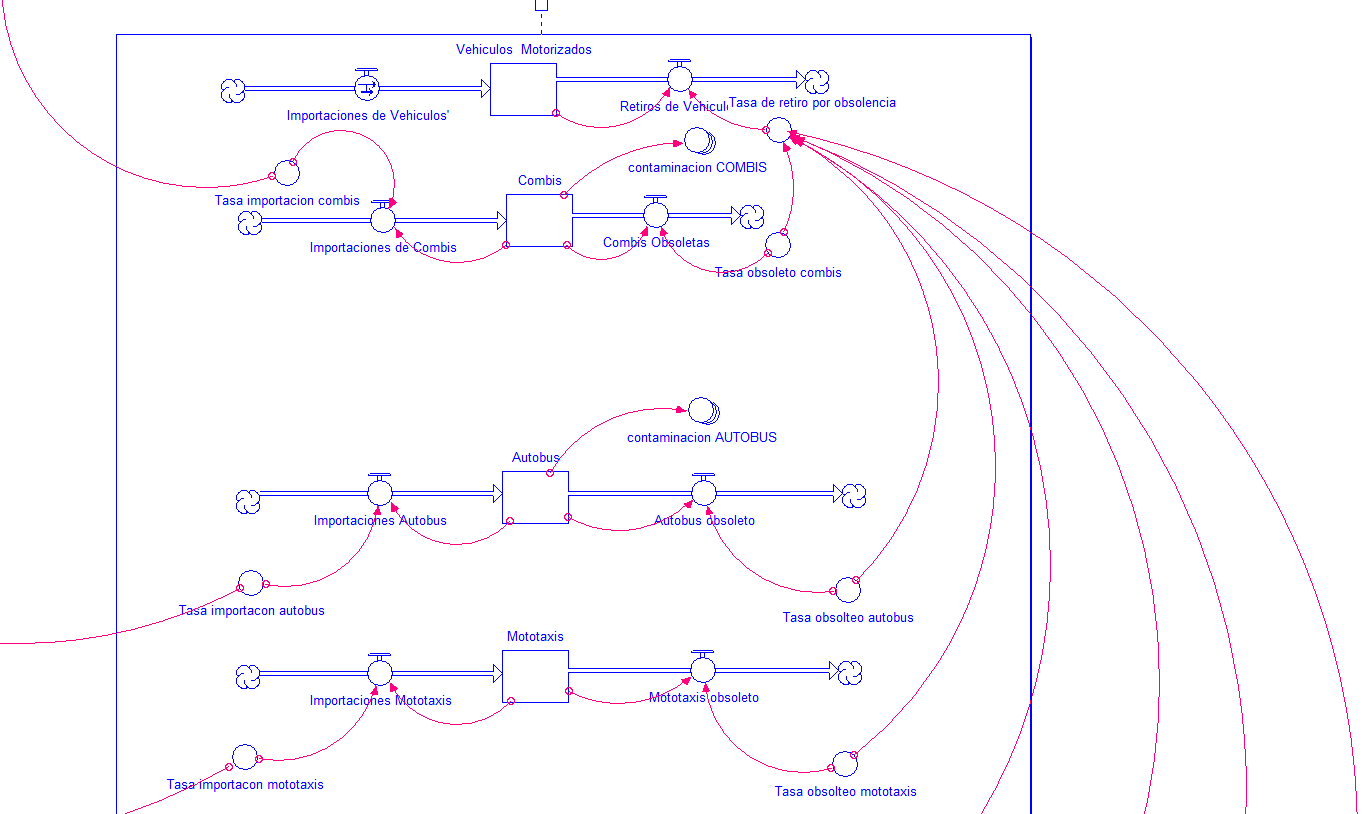 Vehiculos Motorizados
Importaciones de Vehiculos'
Retiros de Vehicul
Tasa de retiro por obsolencia
contaminacion COMBIS
Tasa importacion combis
Combis
Importaciones de Combis
Combis Obsoletas
Tasa obsoleto combis
contaminacion AUTOBUS
Autobus
Importaciones Autobus
Autobus obsoleto
Tasa importacon autobus
Tasa obsolteo autobus
Mototaxis
Importaciones Mototaxis
Mototaxis obsoleto
Tasa importacon mototaxis
Tasa obsolteo mototaxis